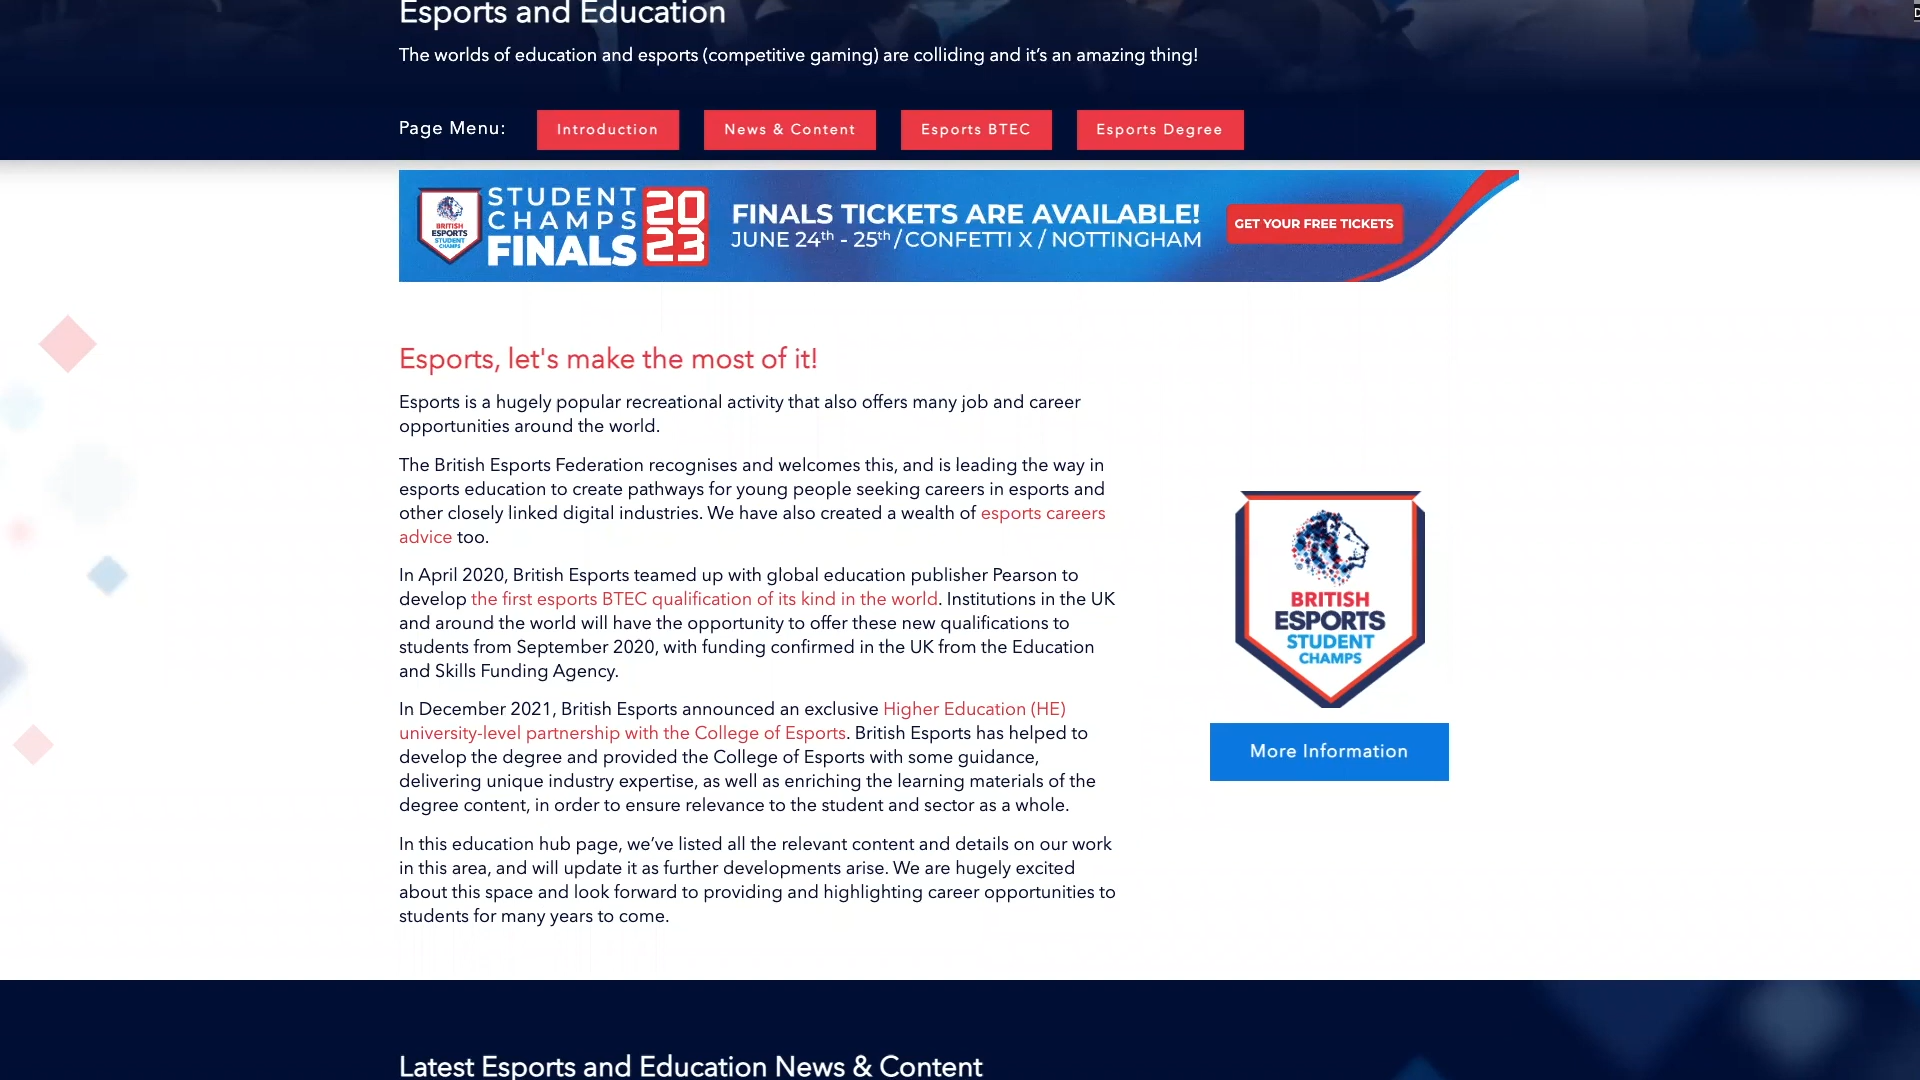 Esports and Education
The worlds of education and esports (competitive gaming) are colliding and it’s an amazing thing!
Page Menu:
Introduction
News & Content
Esports BTEC
Esports Degree
BRITISH
ESPORTS
STUDENT
CHAMPS
STUDENT
CHAMPS
FINALS
20
23
FINALS TICKETS ARE AVAILABLE!
JUNE 24th - 25th / CONFETTI X / NOTTINGHAM
GET YOUR FREE TICKETS
Esports, let's make the most of it!
Esports is a hugely popular recreational activity that also offers many job and career
opportunities around the world.
The British Esports Federation recognises and welcomes this, and is leading the way in
esports education to create pathways for young people seeking careers in esports and
other closely linked digital industries. We have also created a wealth of esports careers
advice too.
In April 2020, British Esports teamed up with global education publisher Pearson to
develop the first esports BTEC qualification of its kind in the world. Institutions in the UK
and around the world will have the opportunity to offer these new qualifications to
students from September 2020, with funding confirmed in the UK from the Education
and Skills Funding Agency.
In December 2021, British Esports announced an exclusive Higher Education (HE)
university-level partnership with the College of Esports. British Esports has helped to
develop the degree and provided the College of Esports with some guidance,
delivering unique industry expertise, as well as enriching the learning materials of the
degree content, in order to ensure relevance to the student and sector as a whole.
In this education hub page, we’ve listed all the relevant content and details on our work
in this area, and will update it as further developments arise. We are hugely excited
about this space and look forward to providing and highlighting career opportunities to
students for many years to come.
BRITISH
ESPORTS
STUDENT
CHAMPS
More Information
Latest Esports and Education News & Content